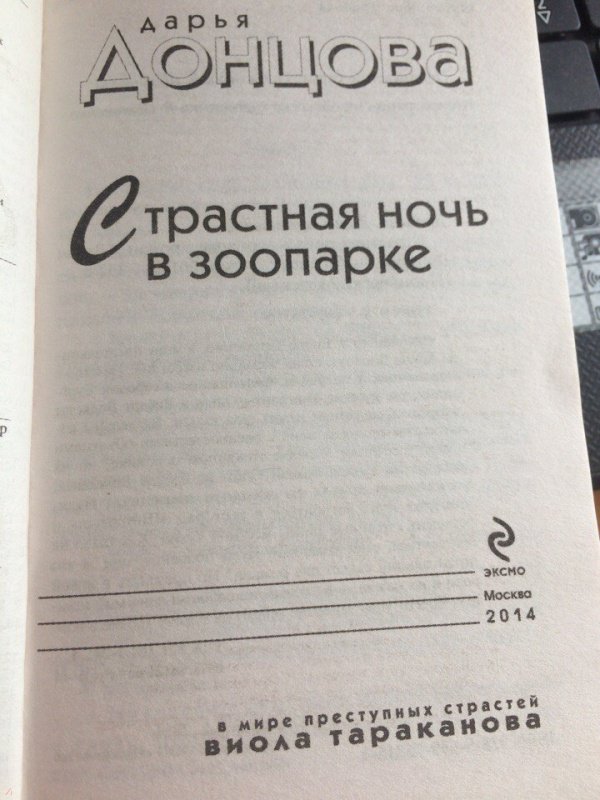 дарья
Донцова
Страстная ночь
в зоопарке
эксмо
Москва
2014
в мире преступных страстей
виола тараканова